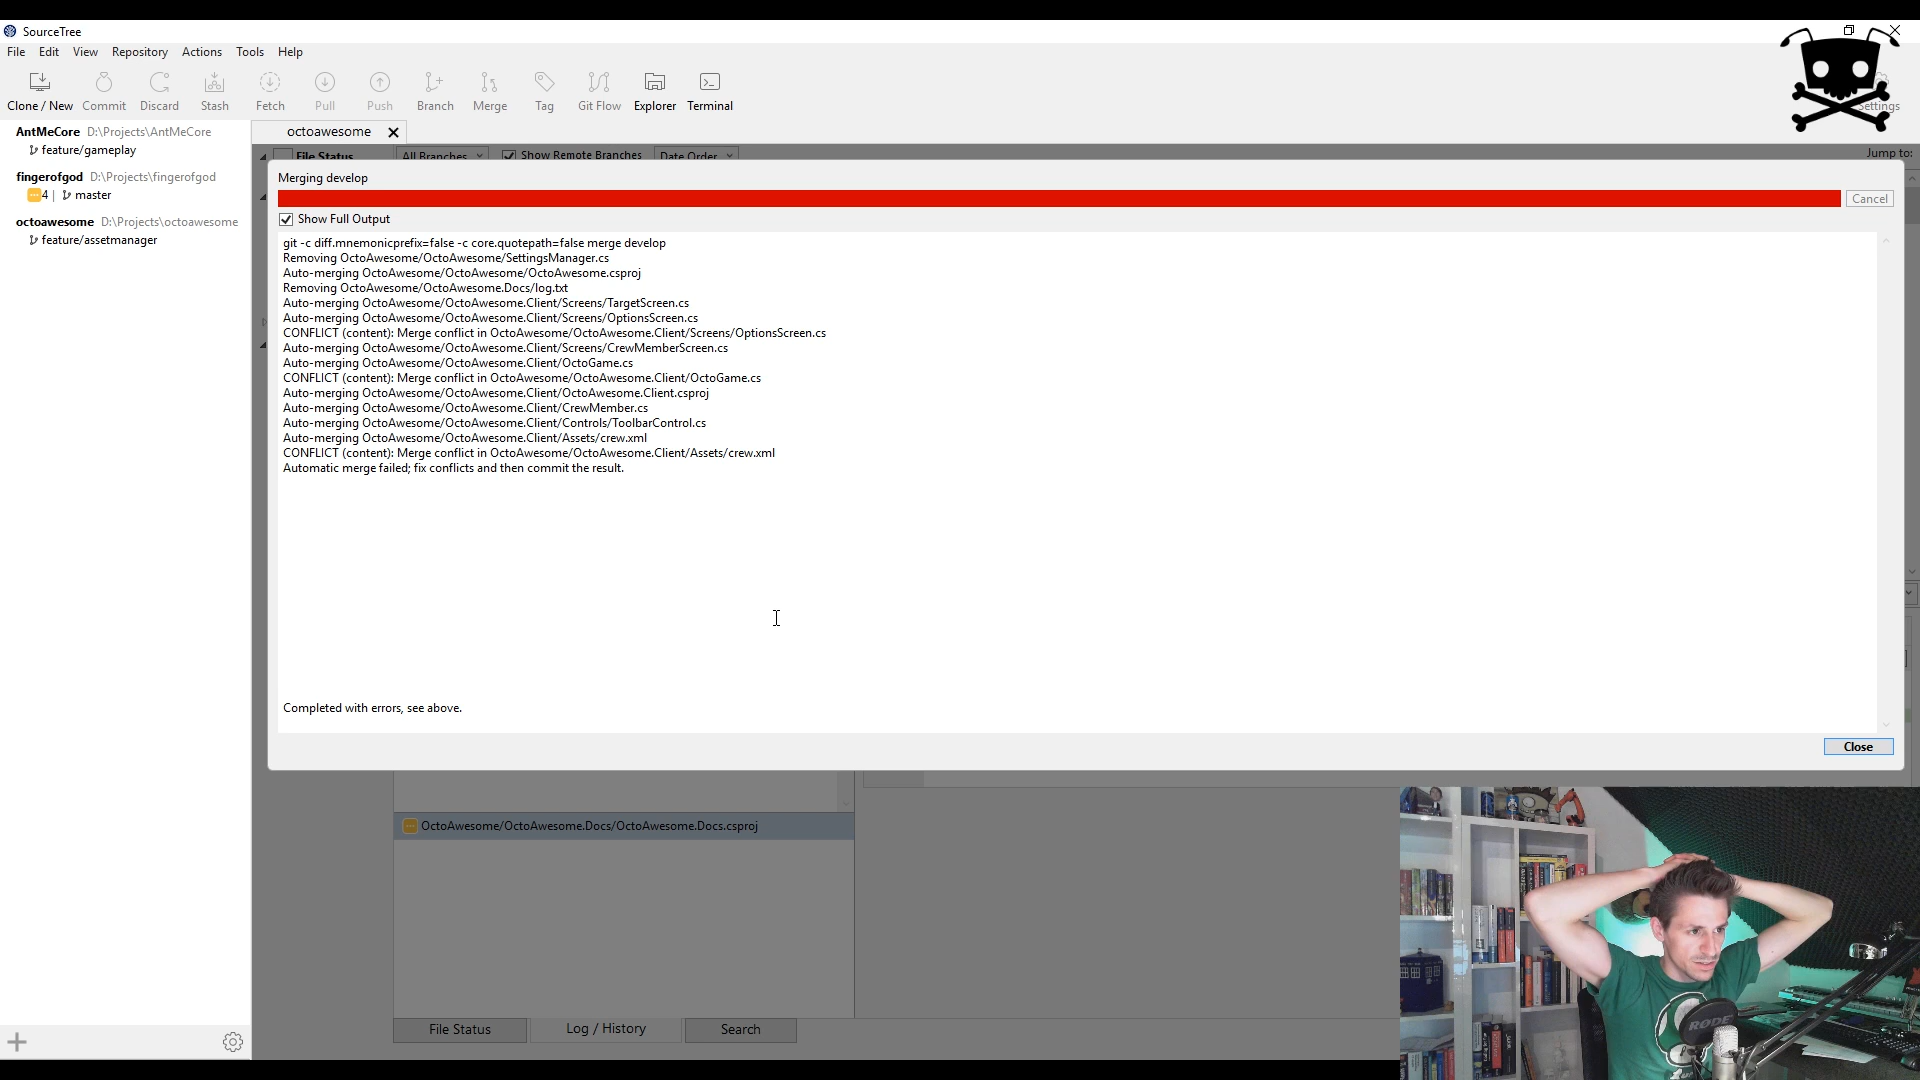 SourceTree
File Edit View Repository Actions Tools Help
Clone / New Commit Discard Stash Fetch Pull Push Branch Merge Tag Git Flow Explorer Terminal
Settings
AntMeCore D:\Projects\AntMeCore
feature/gameplay
fingerofgod D:\Projects\fingerofgod
4 master
octoawesome D:\Projects\octoawesome
feature/assetmanager
octoawesome
File Status All Branches Show Remote Branches Date Order Jump to:
Merging develop
Cancel
Show Full Output
git -c diff.mnemonicprefix=false -c core.quotepath=false merge develop
Removing OctoAwesome/OctoAwesome/SettingsManager.cs
Auto-merging OctoAwesome/OctoAwesome/OctoAwesome.csproj
Removing OctoAwesome/OctoAwesome.Docs/log.txt
Auto-merging OctoAwesome/OctoAwesome.Client/Screens/TargetScreen.cs
Auto-merging OctoAwesome/OctoAwesome.Client/Screens/OptionsScreen.cs
CONFLICT (content): Merge conflict in OctoAwesome/OctoAwesome.Client/Screens/OptionsScreen.cs
Auto-merging OctoAwesome/OctoAwesome.Client/Screens/CrewMemberScreen.cs
Auto-merging OctoAwesome/OctoAwesome.Client/OctoGame.cs
CONFLICT (content): Merge conflict in OctoAwesome/OctoAwesome.Client/OctoGame.cs
Auto-merging OctoAwesome/OctoAwesome.Client/OctoAwesome.Client.csproj
Auto-merging OctoAwesome/OctoAwesome.Client/CrewMember.cs
Auto-merging OctoAwesome/OctoAwesome.Client/Controls/ToolbarControl.cs
Auto-merging OctoAwesome/OctoAwesome.Client/Assets/crew.xml
CONFLICT (content): Merge conflict in OctoAwesome/OctoAwesome.Client/Assets/crew.xml
Automatic merge failed; fix conflicts and then commit the result.
Completed with errors, see above.
Close
OctoAwesome/OctoAwesome.Docs/OctoAwesome.Docs.csproj
File Status Log / History Search
RODE